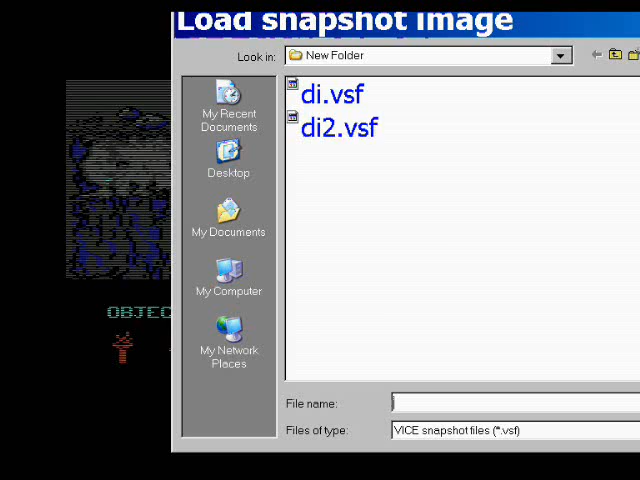 Load snapshot image
Look in: New Folder
di.vsf
di2.vsf
My Recent
Documents
Desktop
My Documents
My Computer
My Network
Places
OBJEC
File name:
Files of type: VICE snapshot files (*.vsf)